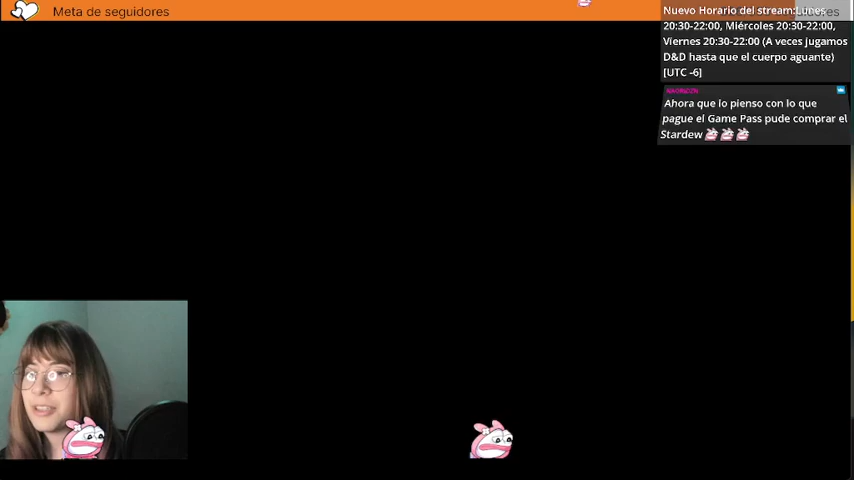 Meta de seguidores
Nuevo Horario del stream:Lunes
20:30-22:00, Miércoles 20:30-22:00,
Viernes 20:30-22:00 (A veces jugamos
D&D hasta que el cuerpo aguante)
[UTC -6]
Ahora que lo pienso con lo que
pague el Game Pass pude comprar el
Stardew